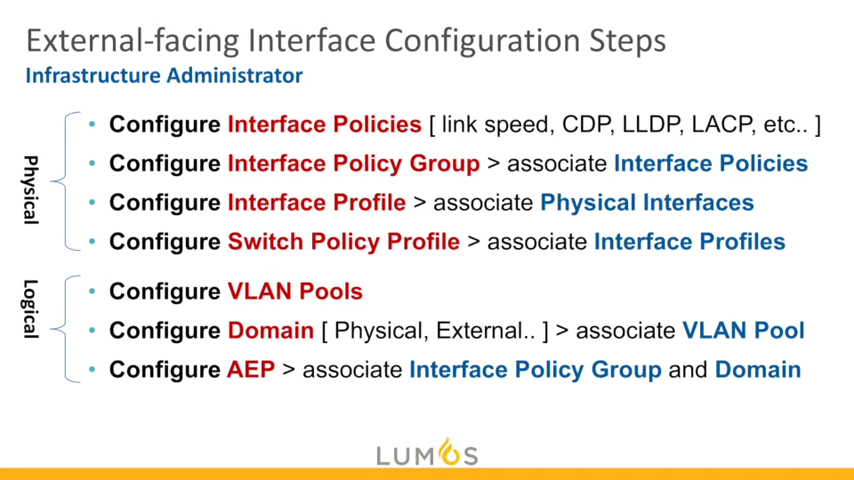 External-facing Interface Configuration Steps
Infrastructure Administrator
Physical
• Configure Interface Policies [ link speed, CDP, LLDP, LACP, etc.. ]
• Configure Interface Policy Group > associate Interface Policies
• Configure Interface Profile > associate Physical Interfaces
• Configure Switch Policy Profile > associate Interface Profiles
Logical
• Configure VLAN Pools
• Configure Domain [ Physical, External.. ] > associate VLAN Pool
• Configure AEP > associate Interface Policy Group and Domain
LUMOS